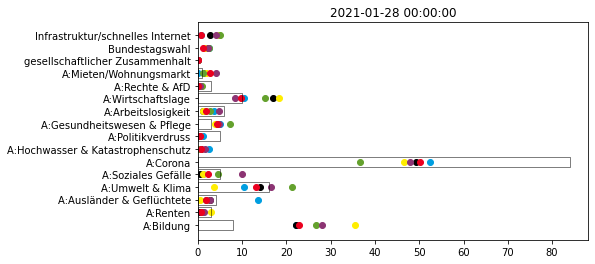 2021-01-28 00:00:00
Infrastruktur/schnelles Internet
Bundestagswahl
gesellschaftlicher Zusammenhalt
A:Mieten/Wohnungsmarkt
A:Rechte & AfD
A:Wirtschaftslage
A:Arbeitslosigkeit
A:Gesundheitswesen & Pflege
A:Politikverdruss
A:Hochwasser & Katastrophenschutz
A:Corona
A:Soziales Gefälle
A:Umwelt & Klima
A:Ausländer & Geflüchtete
A:Renten
A:Bildung
0 10 20 30 40 50 60 70 80